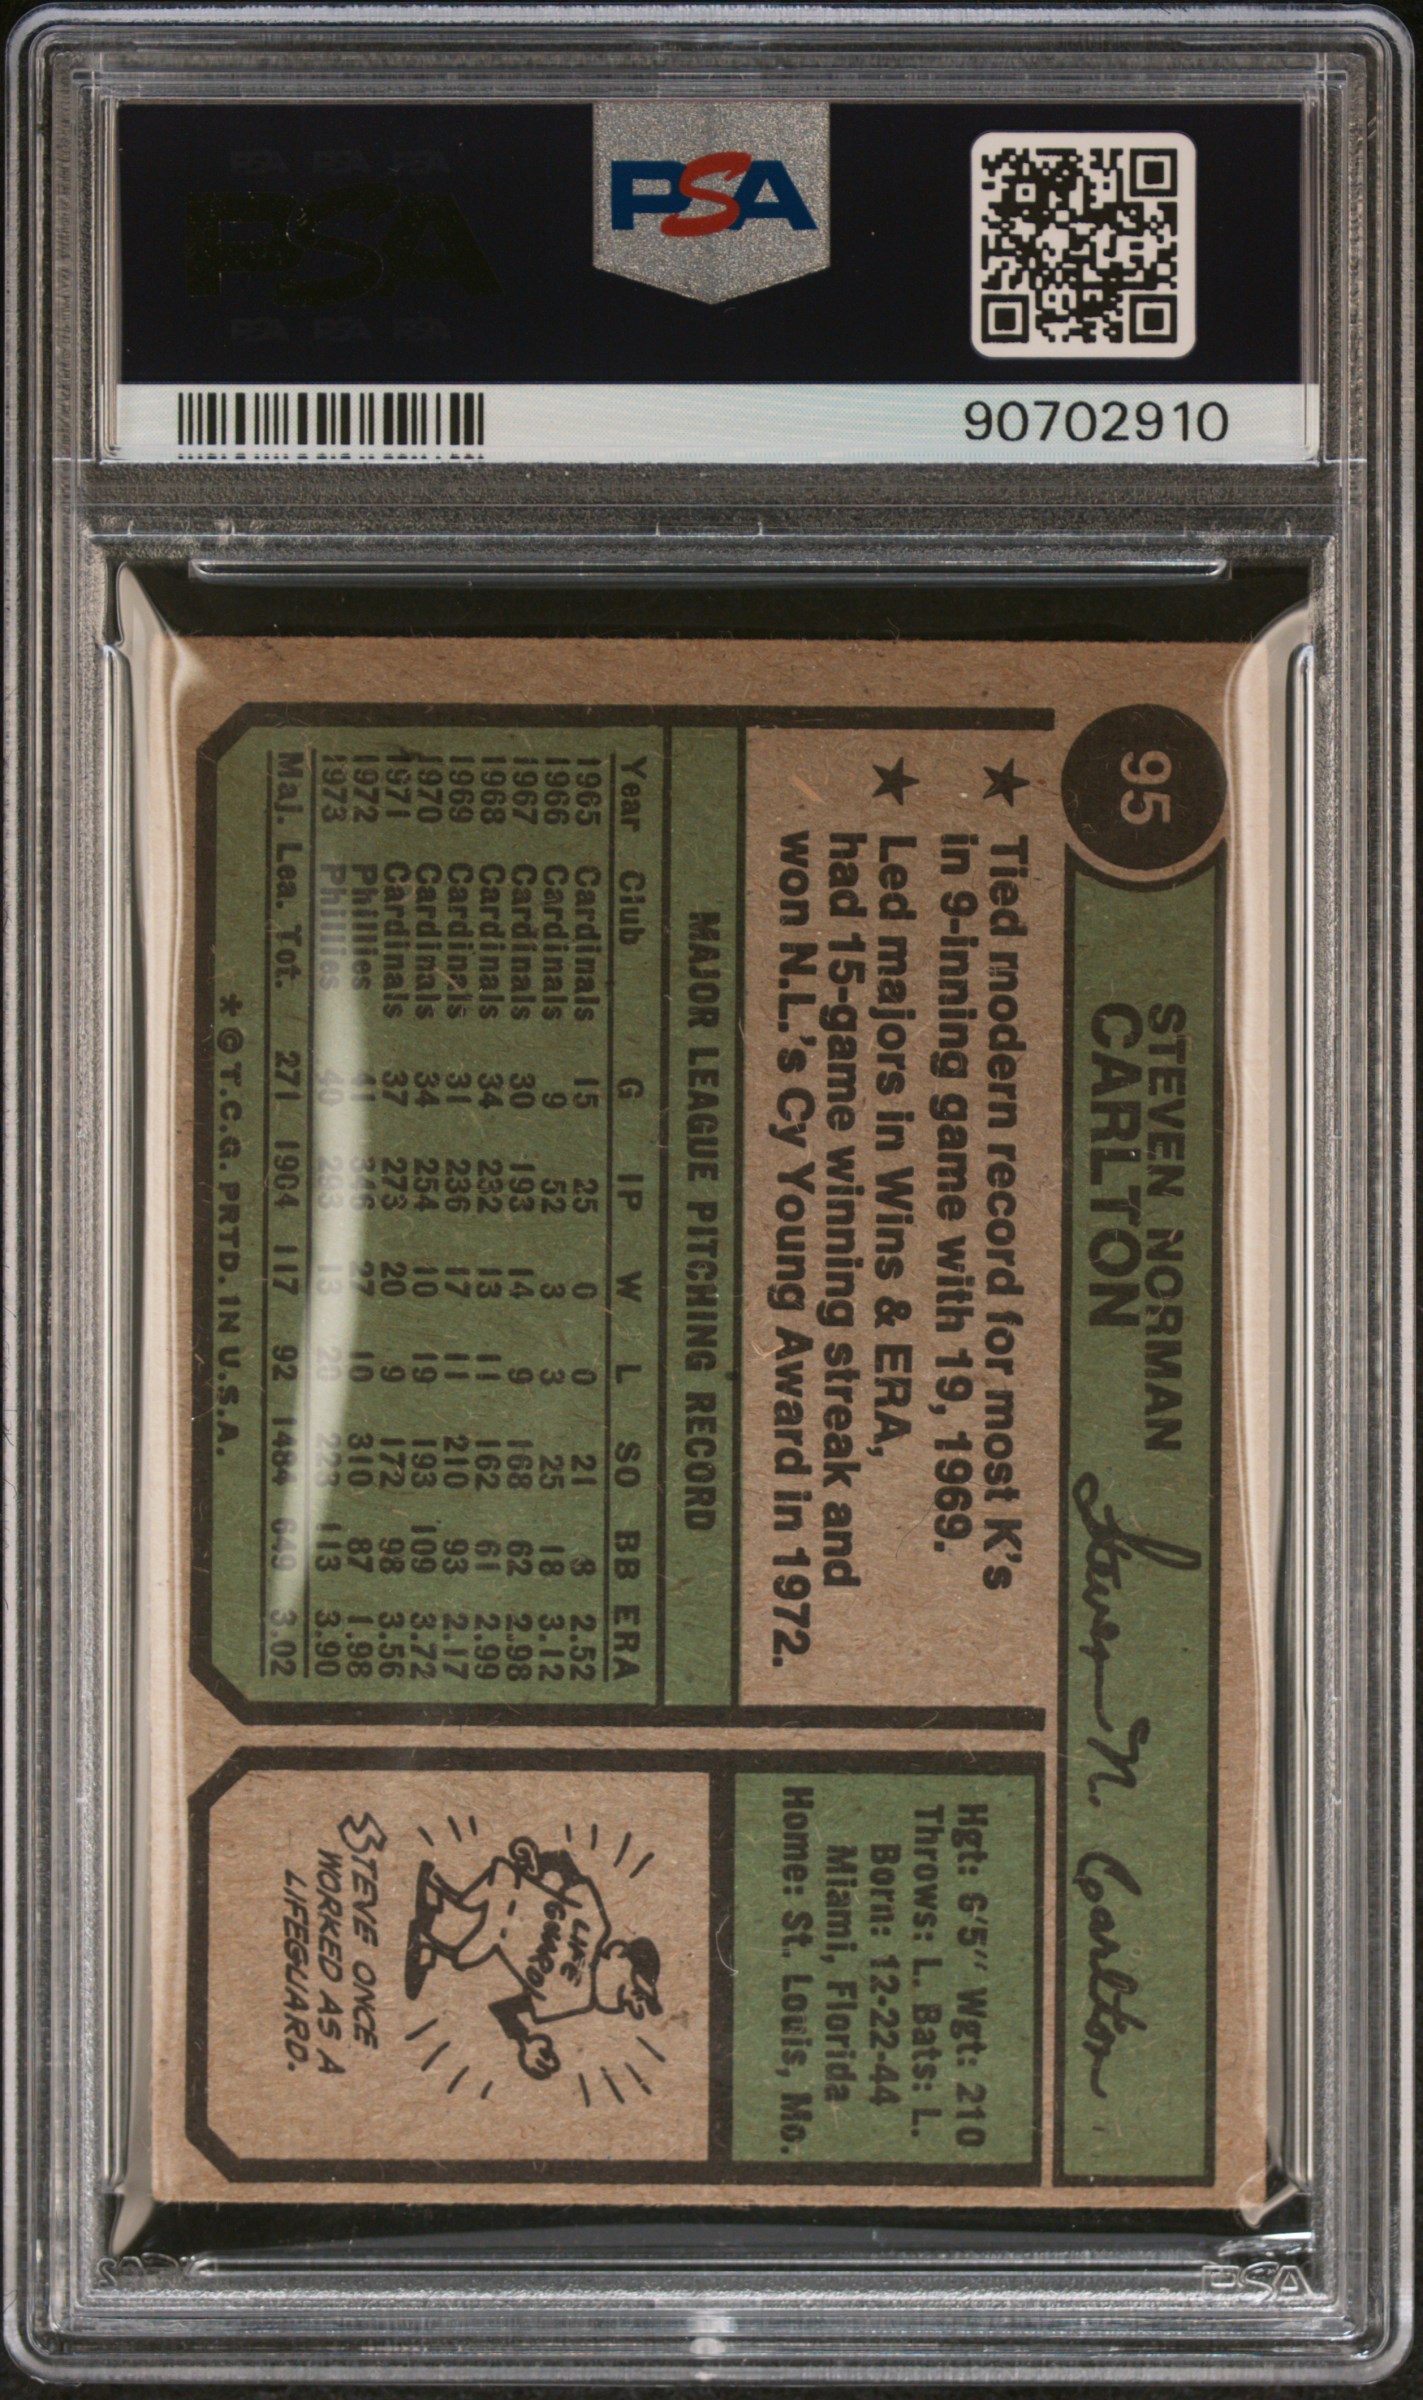 PSA
90702910
95
STEVEN NORMAN
CARLTON
Steven N. Carlton
★ Tied modern record for most K's
in 9-inning game with 19, 1969.
★ Led majors in Wins & ERA,
had 15-game winning streak and
won N.L.'s Cy Young Award in 1972.
MAJOR LEAGUE PITCHING RECORD
Year Club G IP W L SO BB ERA
1965 Cardinals 15 25 0 0 21 8 2.52
1966 Cardinals 9 52 3 3 25 18 3.12
1967 Cardinals 30 193 14 9 168 62 2.98
1968 Cardinals 34 232 13 11 162 61 2.99
1969 Cardinals 31 236 17 11 210 93 2.17
1970 Cardinals 34 254 10 19 193 109 3.72
1971 Cardinals 37 273 20 9 172 98 3.56
1972 Phillies 41 346 27 10 310 87 1.98
1973 Phillies 40 293 13 20 223 113 3.90
Maj. Lea. Tot. 271 1904 117 92 1484 649 3.02
*©T.C.G. PRTD. IN U.S.A.
Hgt: 6'5" Wgt: 210
Throws: L. Bats: L.
Born: 12-22-44
Miami, Florida
Home: St. Louis, Mo.
LIFE
GUARD
STEVE ONCE
WORKED AS A
LIFEGUARD.
PSA